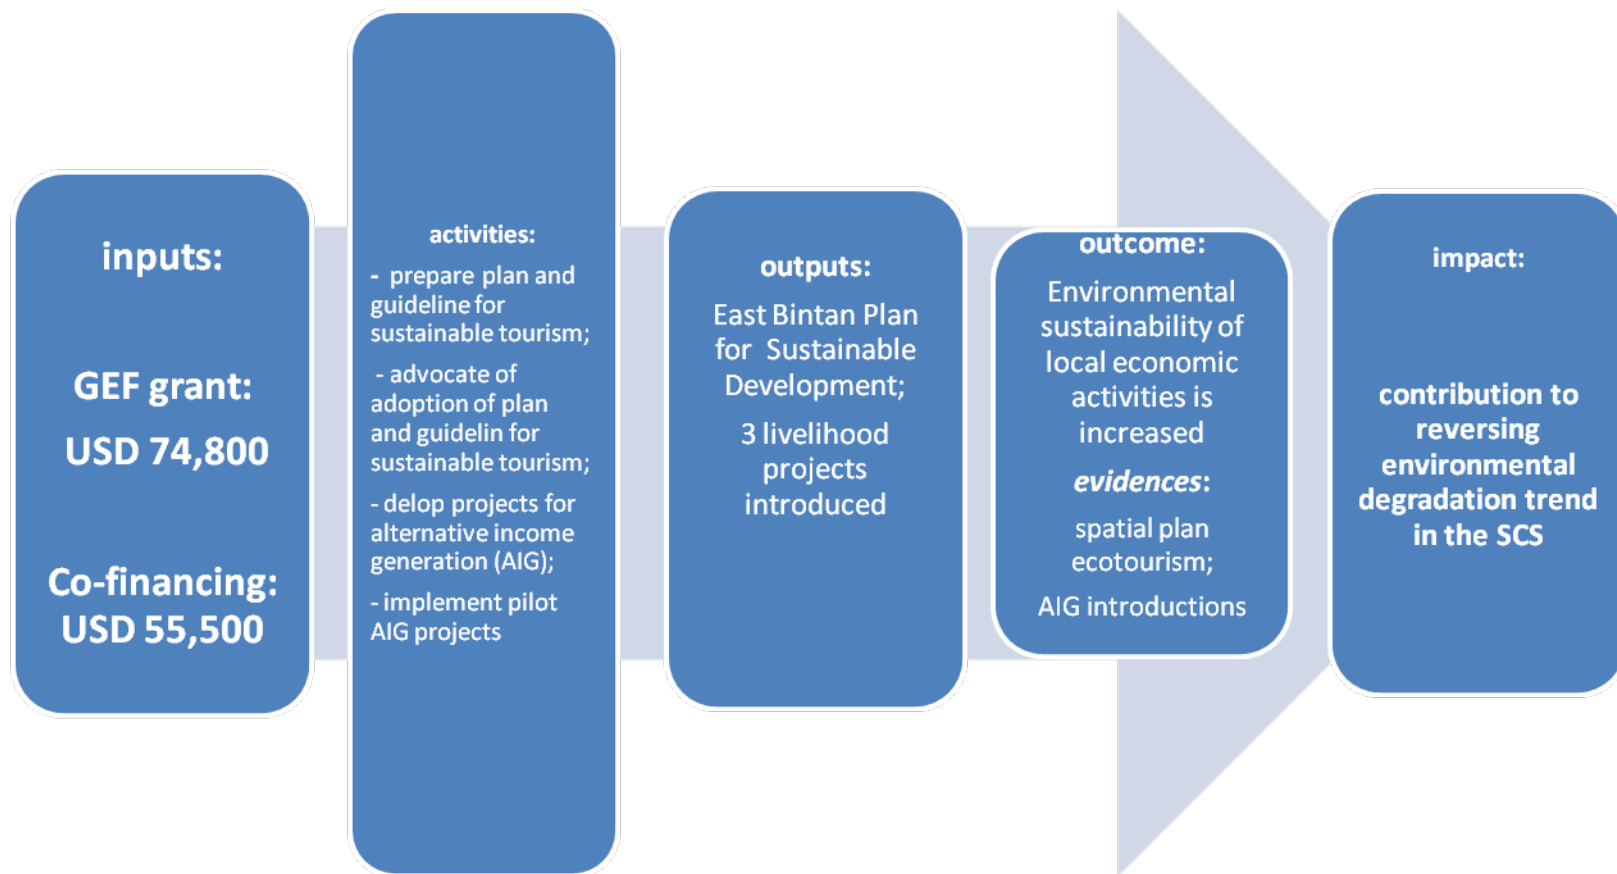 inputs:
GEF grant:
USD 74,800
Co-financing:
USD 55,500
activities:
- prepare plan and
guideline for
sustainable tourism;
- advocate of
adoption of plan
and guidelin for
sustainable tourism;
- delop projects for
alternative income
generation (AIG);
- implement pilot
AIG projects
outputs:
East Bintan Plan
for Sustainable
Development;
3 livelihood
projects
introduced
outcome:
Environmental
sustainability of
local economic
activities is
increased
evidences:
spatial plan
ecotourism;
AIG introductions
impact:
contribution to
reversing
environmental
degradation trend
in the SCS